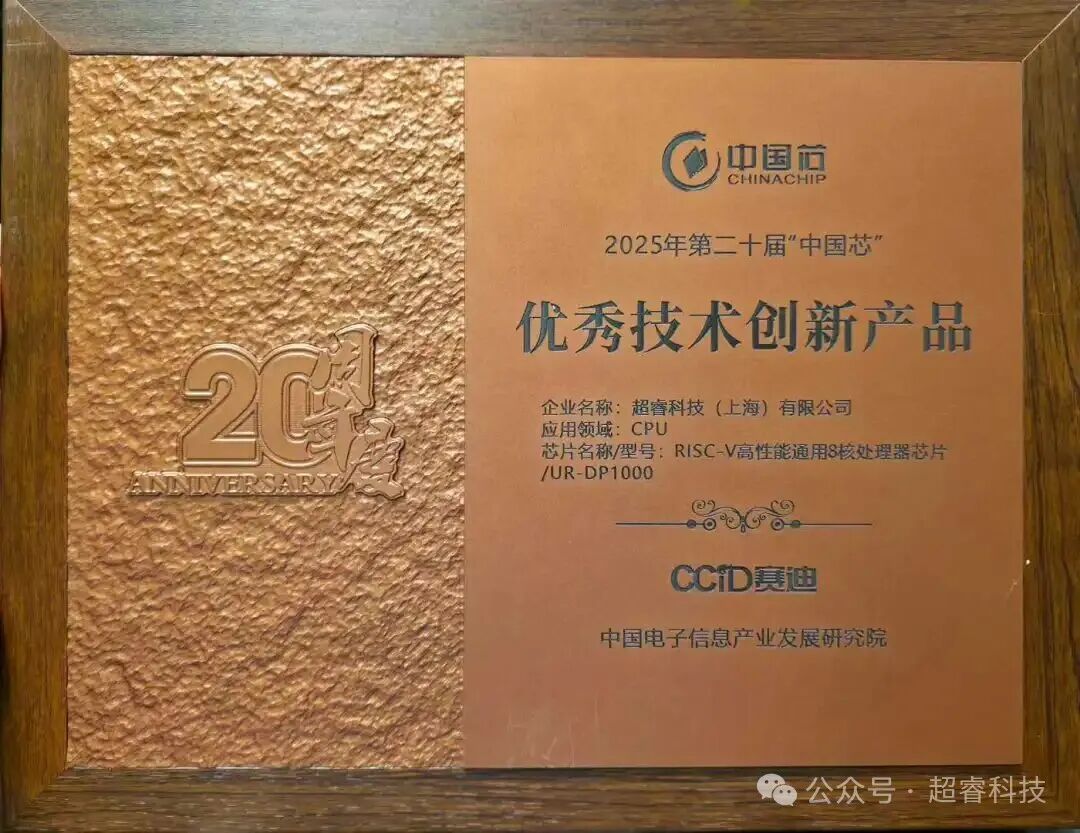 20周年度
ANNIVERSARY
中国芯
CHINACHIP
2025年第二十届“中国芯”
优秀技术创新产品
企业名称：超睿科技（上海）有限公司
应用领域：CPU
芯片名称/型号：RISC-V高性能通用8核处理器芯片
/UR-DP1000
CCID赛迪
中国电子信息产业发展研究院
公众号·超睿科技